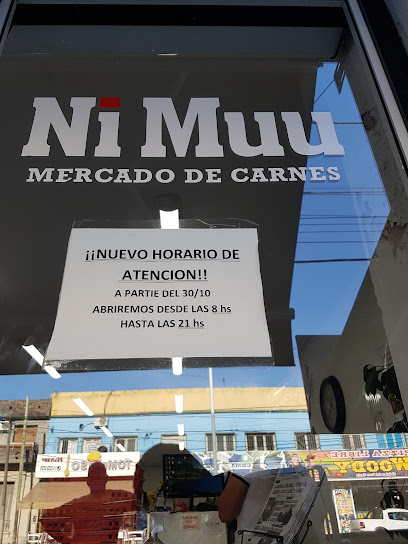 Ni Muu
MERCADO DE CARNES
¡¡NUEVO HORARIO DE
ATENCION!!
A PARTIE DEL 30/10
ABRIREMOS DESDE LAS 8 hs
HASTA LAS 21 hs
WOODY